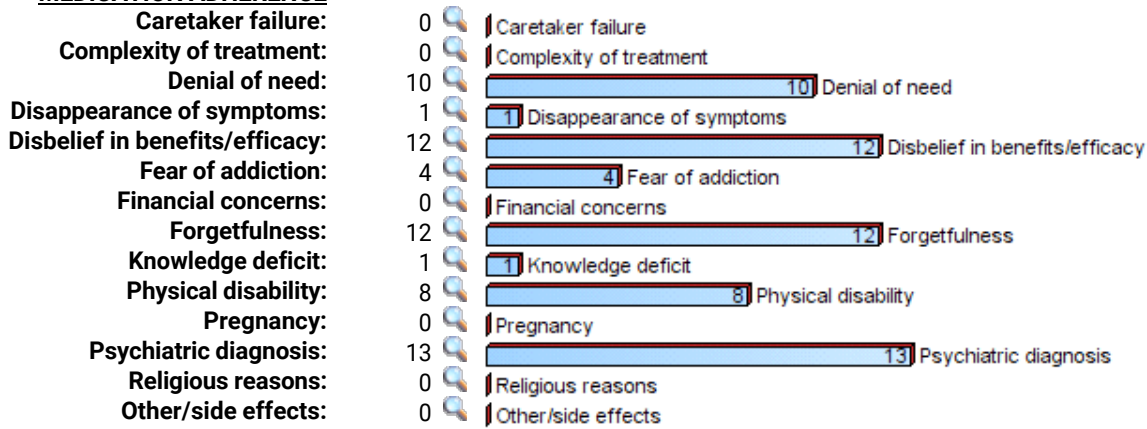 MEDICATION ADHERENCE
Caretaker failure: 0 Caretaker failure
Complexity of treatment: 0 Complexity of treatment
Denial of need: 10 10 Denial of need
Disappearance of symptoms: 1 1 Disappearance of symptoms
Disbelief in benefits/efficacy: 12 12 Disbelief in benefits/efficacy
Fear of addiction: 4 4 Fear of addiction
Financial concerns: 0 Financial concerns
Forgetfulness: 12 12 Forgetfulness
Knowledge deficit: 1 1 Knowledge deficit
Physical disability: 8 8 Physical disability
Pregnancy: 0 Pregnancy
Psychiatric diagnosis: 13 13 Psychiatric diagnosis
Religious reasons: 0 Religious reasons
Other/side effects: 0 Other/side effects